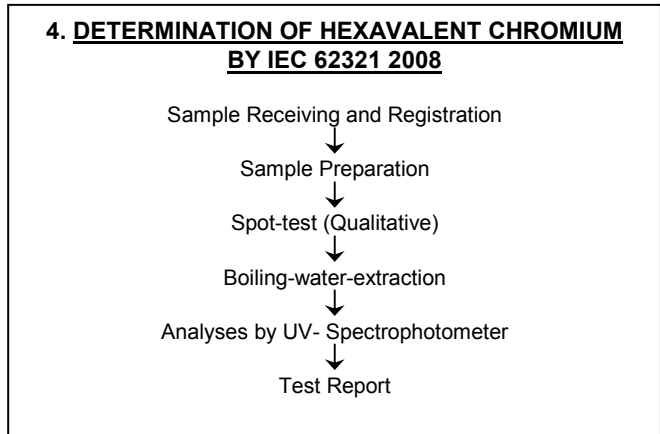 4. DETERMINATION OF HEXAVALENT CHROMIUM
BY IEC 62321 2008
Sample Receiving and Registration
Sample Preparation
Spot-test (Qualitative)
Boiling-water-extraction
Analyses by UV- Spectrophotometer
Test Report